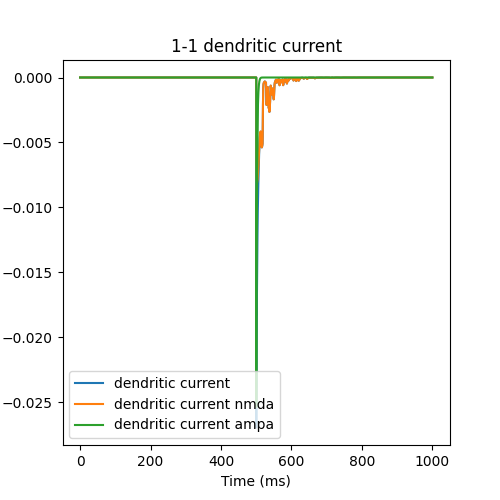 1-1 dendritic current
0.000
−0.005
−0.010
−0.015
−0.020
−0.025
dendritic current
dendritic current nmda
dendritic current ampa
0 200 400 600 800 1000
Time (ms)